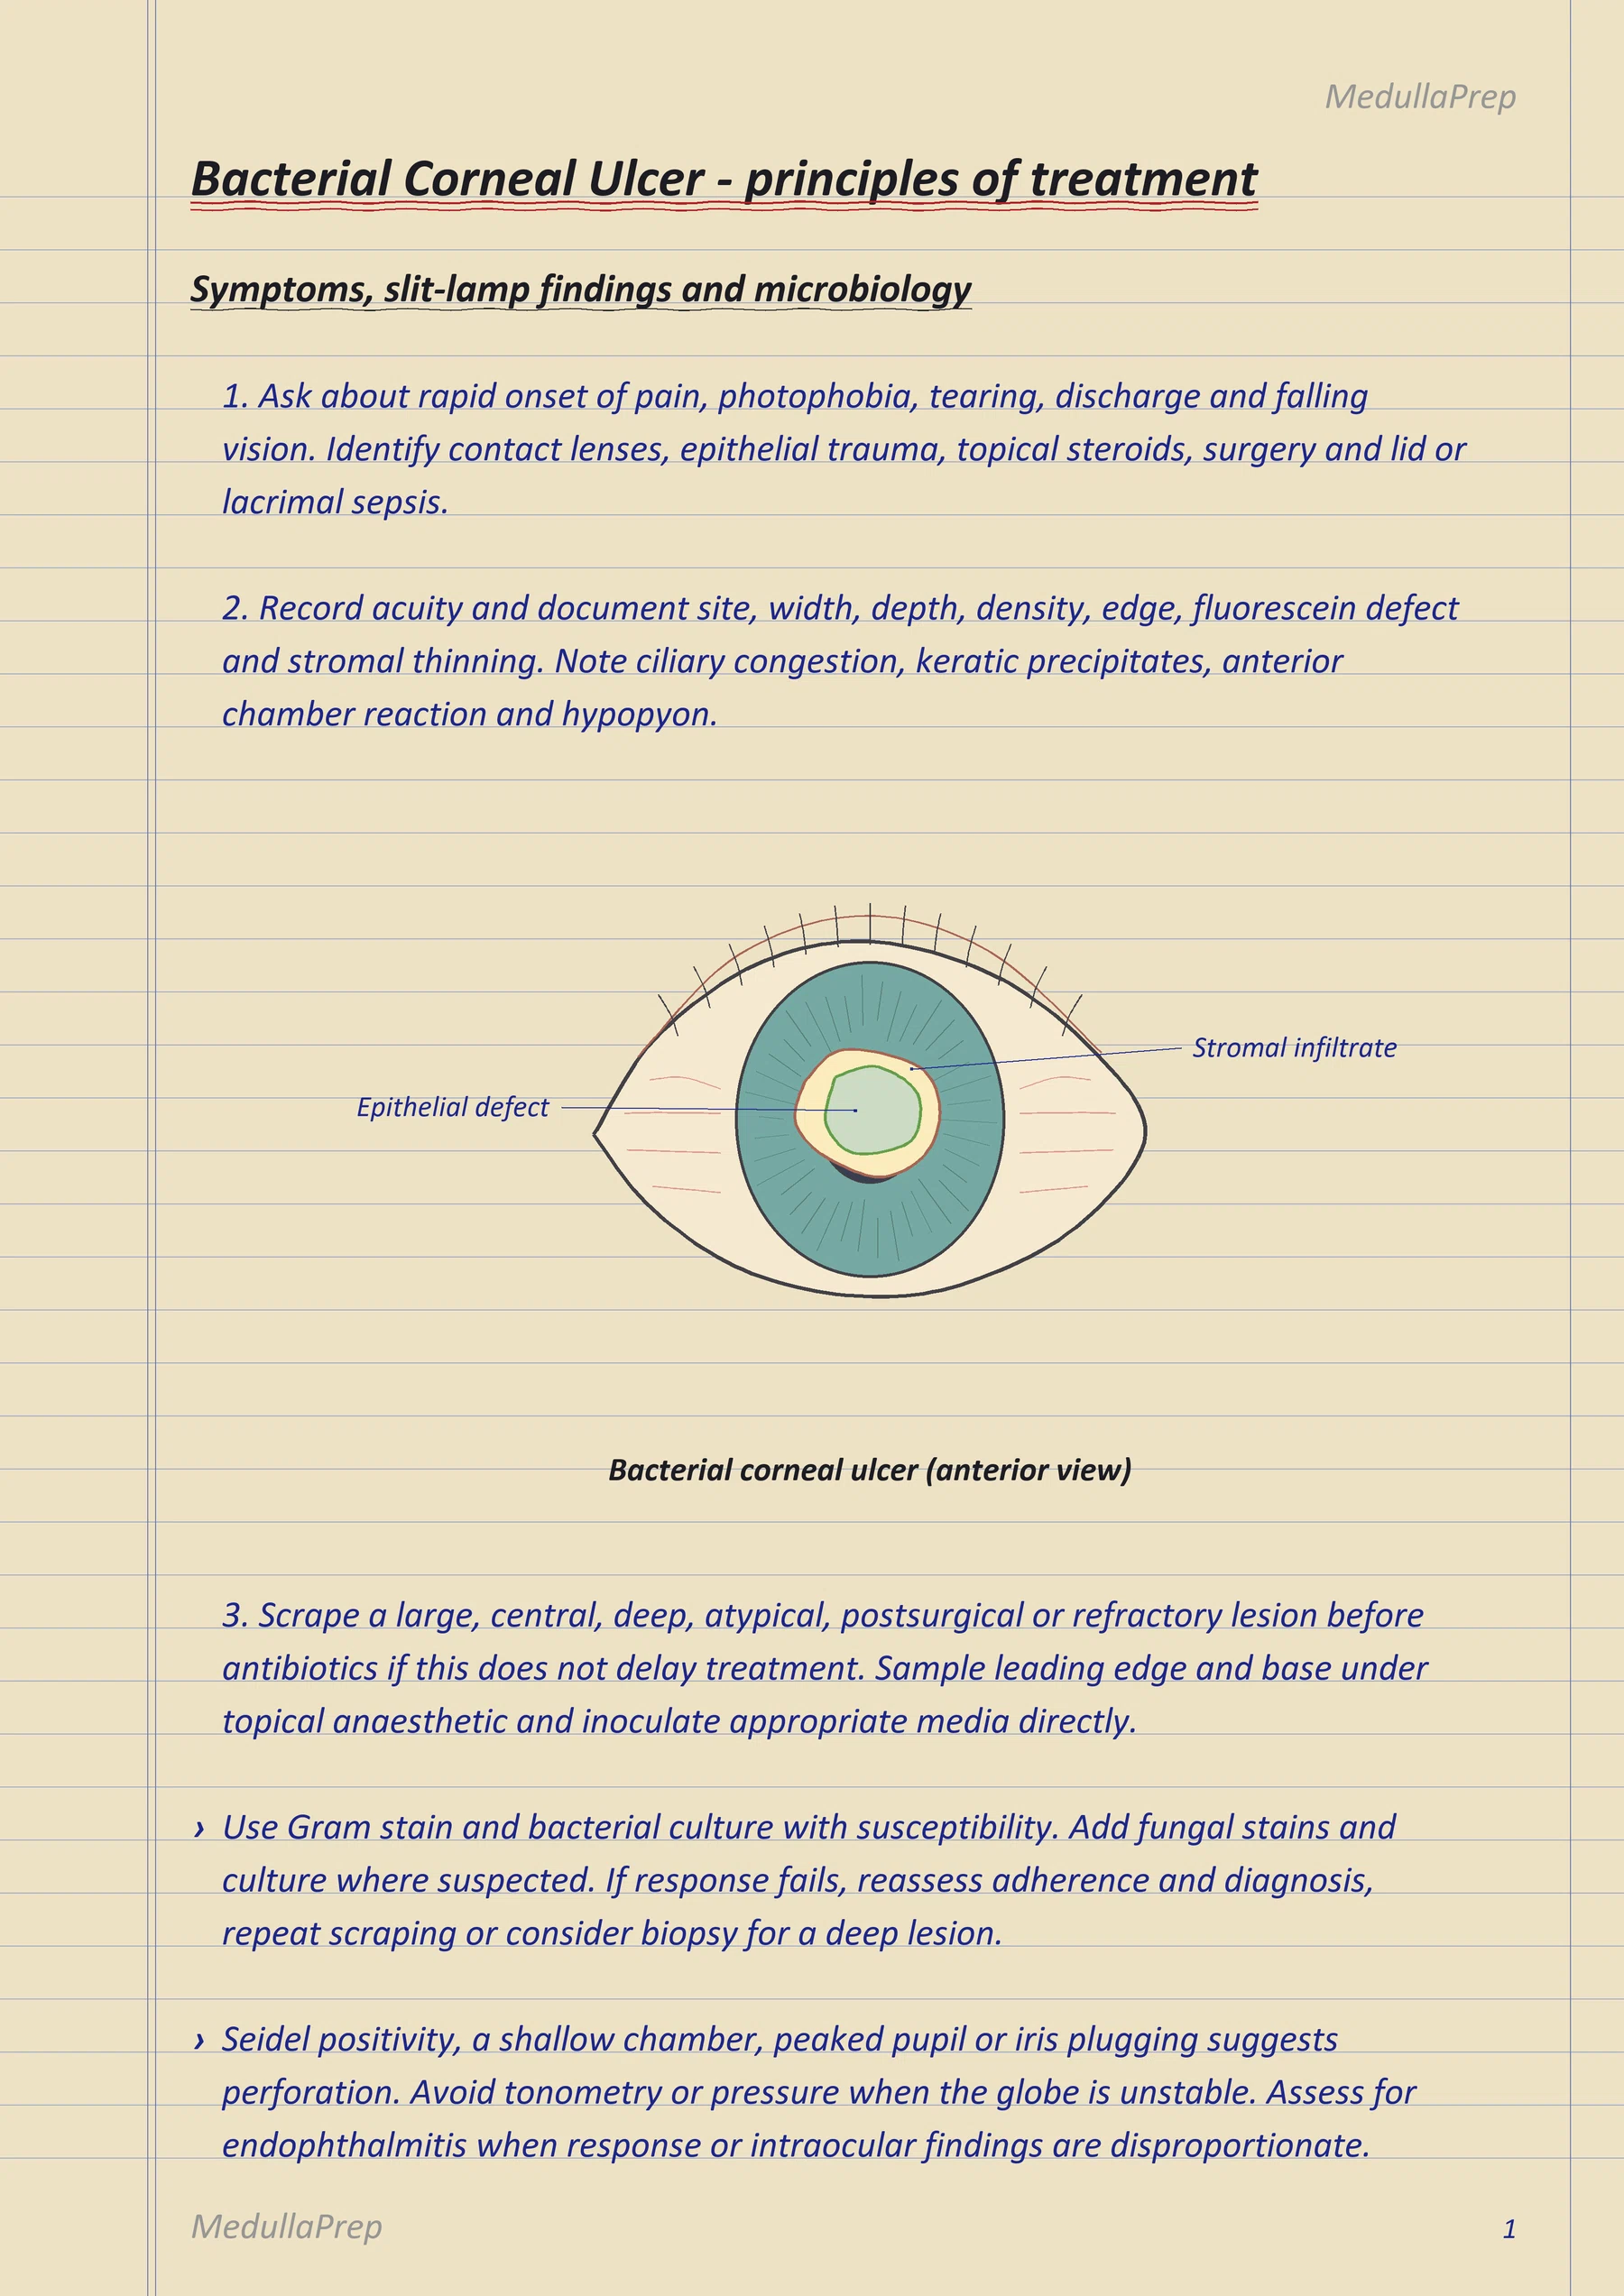 MedullaPrep
Bacterial Corneal Ulcer - principles of treatment
Symptoms, slit-lamp findings and microbiology
1. Ask about rapid onset of pain, photophobia, tearing, discharge and falling
vision. Identify contact lenses, epithelial trauma, topical steroids, surgery and lid or
lacrimal sepsis.
2. Record acuity and document site, width, depth, density, edge, fluorescein defect
and stromal thinning. Note ciliary congestion, keratic precipitates, anterior
chamber reaction and hypopyon.
Stromal infiltrate
Epithelial defect
Bacterial corneal ulcer (anterior view)
3. Scrape a large, central, deep, atypical, postsurgical or refractory lesion before
antibiotics if this does not delay treatment. Sample leading edge and base under
topical anaesthetic and inoculate appropriate media directly.
› Use Gram stain and bacterial culture with susceptibility. Add fungal stains and
culture where suspected. If response fails, reassess adherence and diagnosis,
repeat scraping or consider biopsy for a deep lesion.
› Seidel positivity, a shallow chamber, peaked pupil or iris plugging suggests
perforation. Avoid tonometry or pressure when the globe is unstable. Assess for
endophthalmitis when response or intraocular findings are disproportionate.
MedullaPrep
1